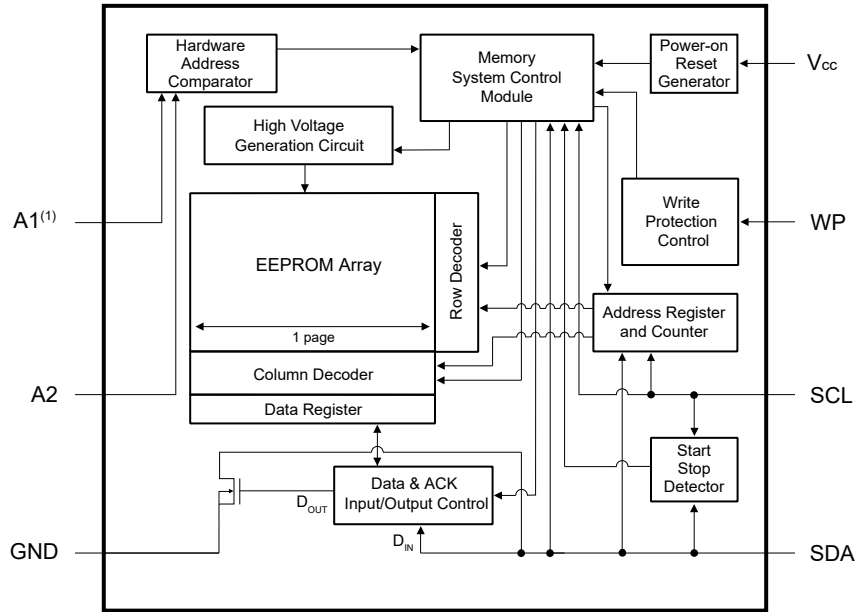 Hardware
Address
Comparator
Memory
System Control
Module
Power-on
Reset
Generator
Vcc
High Voltage
Generation Circuit
A1(1)
EEPROM Array
Row Decoder
Write
Protection
Control
WP
1 page
Address Register
and Counter
Column Decoder
A2
SCL
Data Register
Start
Stop
Detector
Data & ACK
Input/Output Control
DOUT
DIN
GND
SDA